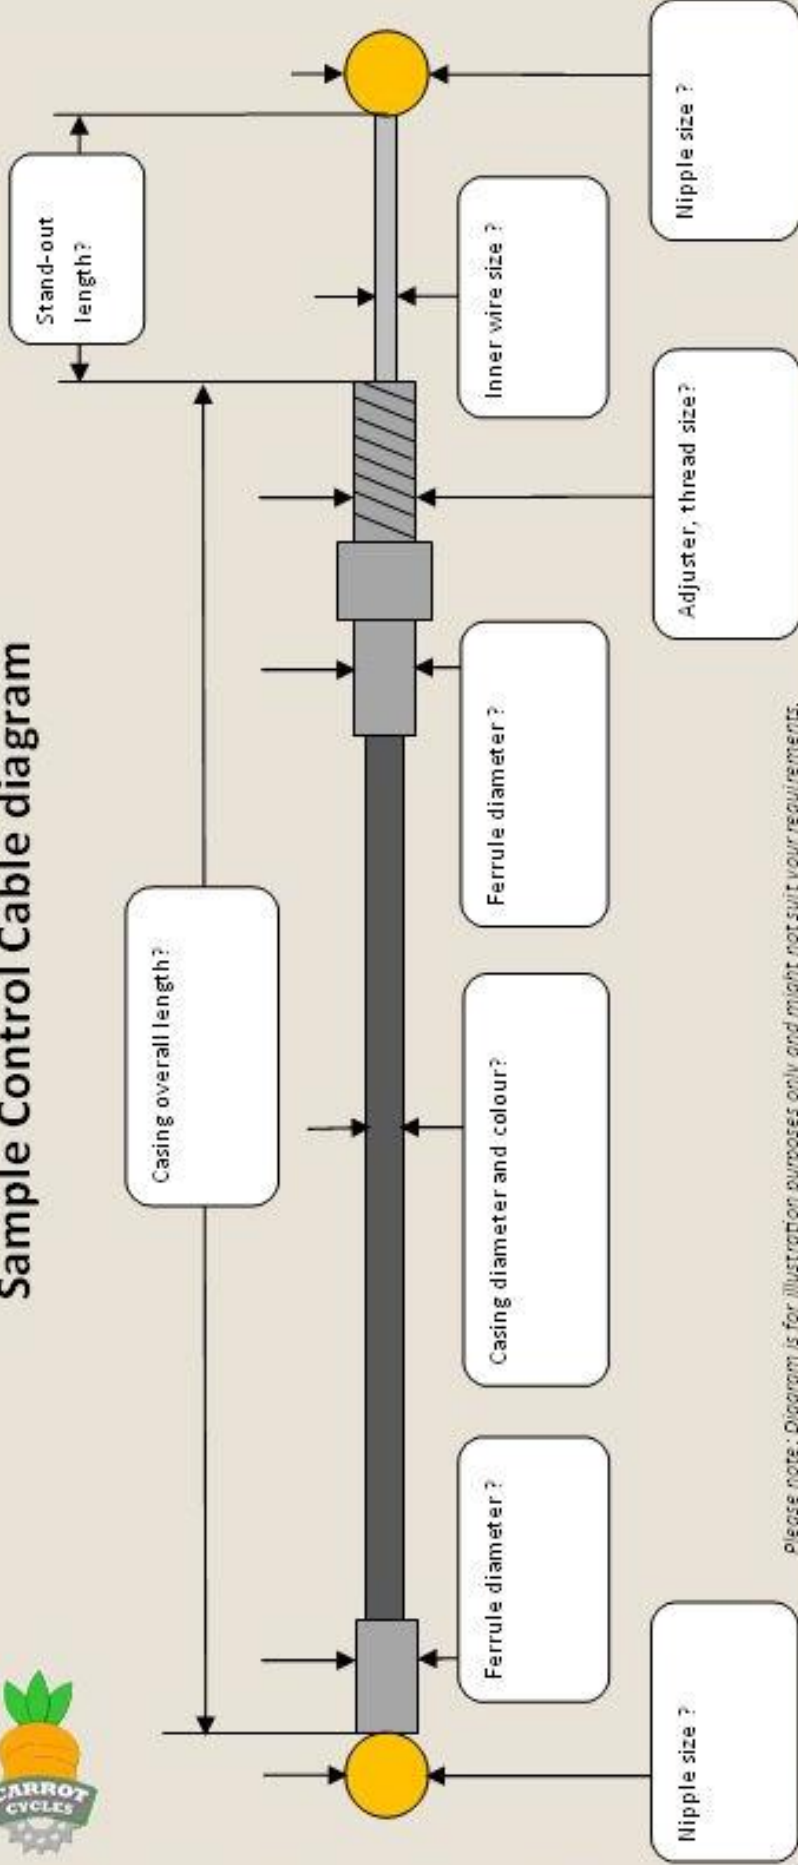 Sample Control Cable diagram
CARROT
CYCLES
Stand-out
length?
Casing overall length?
Nipple size ?
Ferrule diameter ?
Casing diameter and colour?
Ferrule diameter ?
Adjuster, thread size?
Inner wire size ?
Nipple size ?
Please note: Diagram is for illustration purposes only and might not suit your requirements.